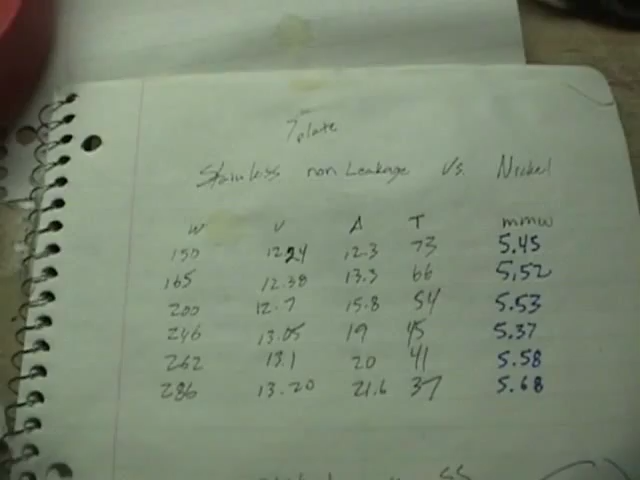 7 plate
Stainless non Leakage Vs. Nickel
W V A T mmw
150 12.24 12.3 73 5.45
165 12.38 13.3 66 5.52
200 12.7 15.8 54 5.53
246 13.05 19 45 5.37
262 13.1 20 41 5.58
286 13.20 21.6 37 5.68